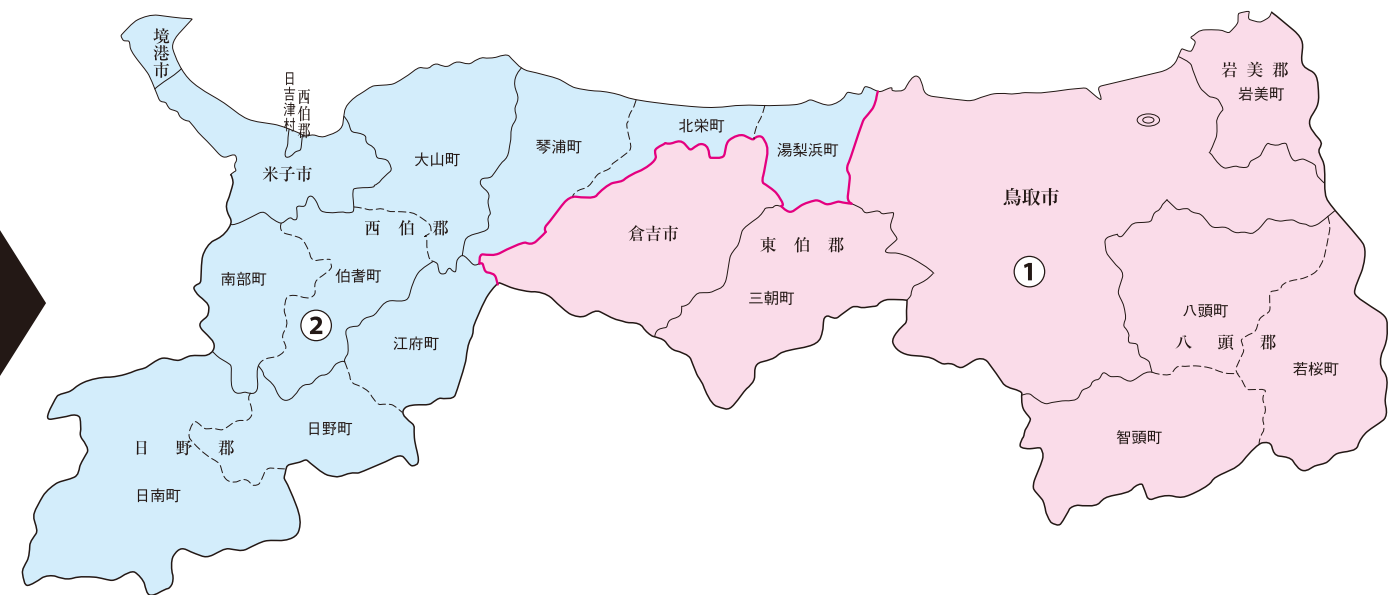 境港市
日吉津村
西伯郡
米子市
大山町
琴浦町
北栄町
湯梨浜町
岩美郡
岩美町
鳥取市
①
倉吉市
東伯郡
三朝町
西伯郡
南部町
伯耆町
②
江府町
八頭町
八頭郡
若桜町
智頭町
日野郡
日野町
日南町